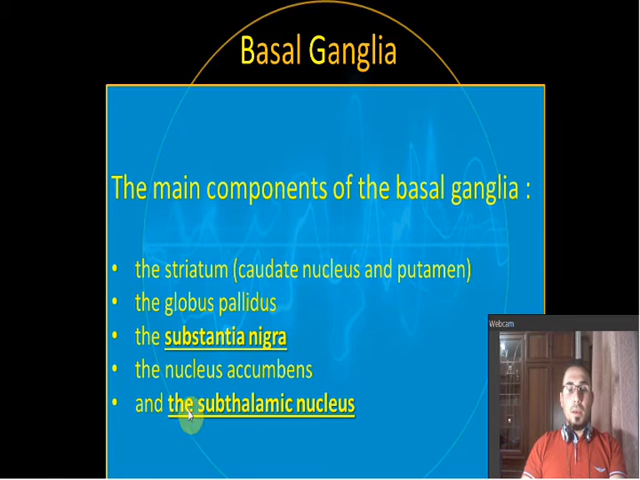 Basal Ganglia
The main components of the basal ganglia :
• the striatum (caudate nucleus and putamen)
• the globus pallidus
• the substantia nigra
• the nucleus accumbens
• and the subthalamic nucleus
Webcam